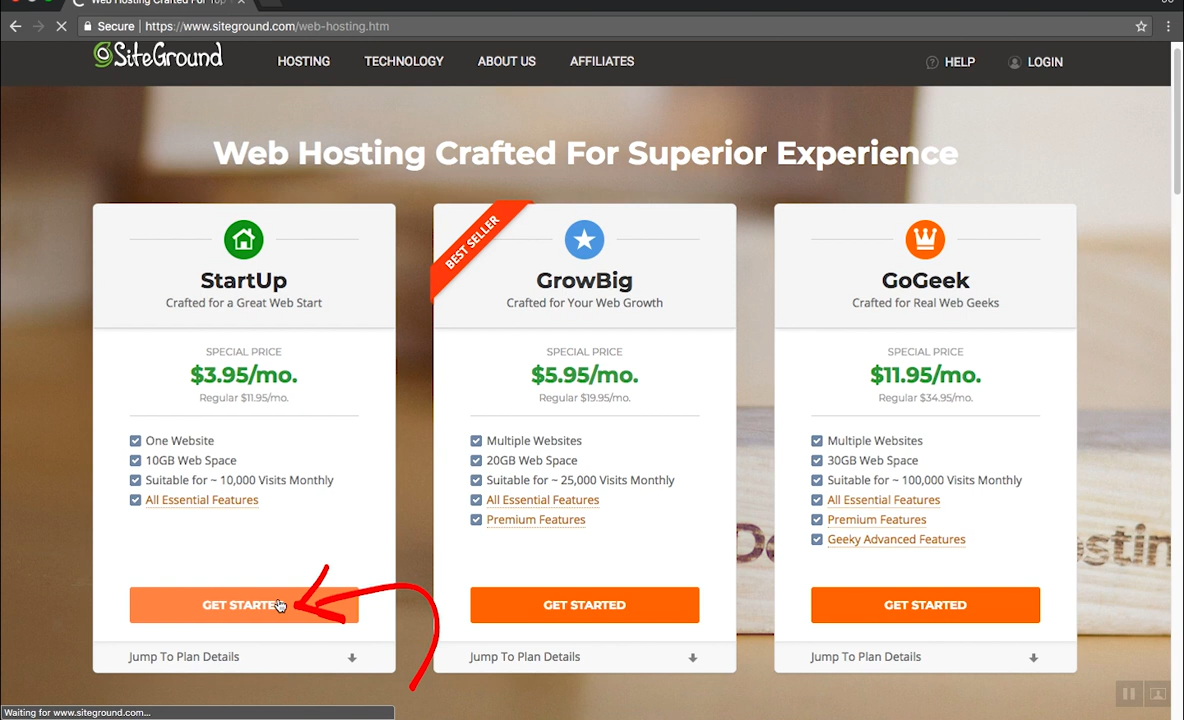 Web Hosting Crafted For Top
Secure
https://www.siteground.com/web-hosting.htm
SiteGround
HOSTING
TECHNOLOGY
ABOUT US
AFFILIATES
HELP
LOGIN
Web Hosting Crafted For Superior Experience
StartUp
Crafted for a Great Web Start
SPECIAL PRICE
$3.95/mo.
Regular $11.95/mo.
One Website
10GB Web Space
Suitable for ~ 10,000 Visits Monthly
All Essential Features
GET STARTE
Jump To Plan Details
BEST SELLER
GrowBig
Crafted for Your Web Growth
SPECIAL PRICE
$5.95/mo.
Regular $19.95/mo.
Multiple Websites
20GB Web Space
Suitable for ~ 25,000 Visits Monthly
All Essential Features
Premium Features
GET STARTED
Jump To Plan Details
GoGeek
Crafted for Real Web Geeks
SPECIAL PRICE
$11.95/mo.
Regular $34.95/mo.
Multiple Websites
30GB Web Space
Suitable for ~ 100,000 Visits Monthly
All Essential Features
Premium Features
Geeky Advanced Features
GET STARTED
Jump To Plan Details
Waiting for www.siteground.com...